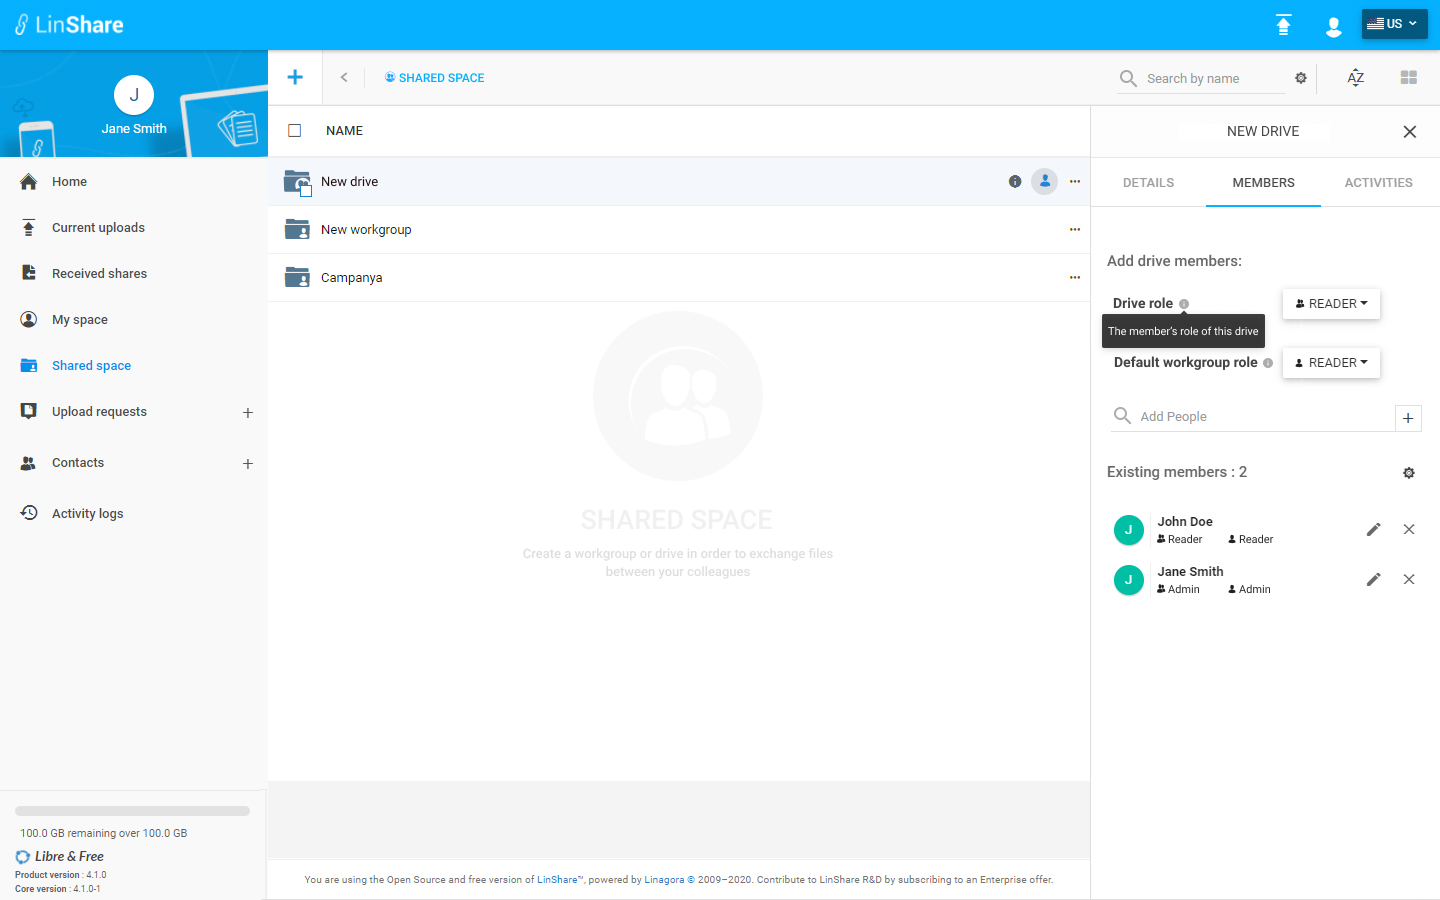 LinShare
US
J
Jane Smith
SHARED SPACE
Search by name
AZ
Home
Current uploads
Received shares
My space
Shared space
Upload requests
Contacts
Activity logs
100.0 GB remaining over 100.0 GB
Libre & Free
Product version : 4.1.0
Core version : 4.1.0-1
NAME
New drive
New workgroup
Campanya
SHARED SPACE
Create a workgroup or drive in order to exchange files
between your colleagues
You are using the Open Source and free version of LinShare™, powered by Linagora © 2009–2020. Contribute to LinShare R&D by subscribing to an Enterprise offer.
NEW DRIVE
DETAILS MEMBERS ACTIVITIES
Add drive members:
Drive role READER
The member's role of this drive
Default workgroup role READER
Add People
Existing members : 2
J
John Doe
Reader Reader
J
Jane Smith
Admin Admin